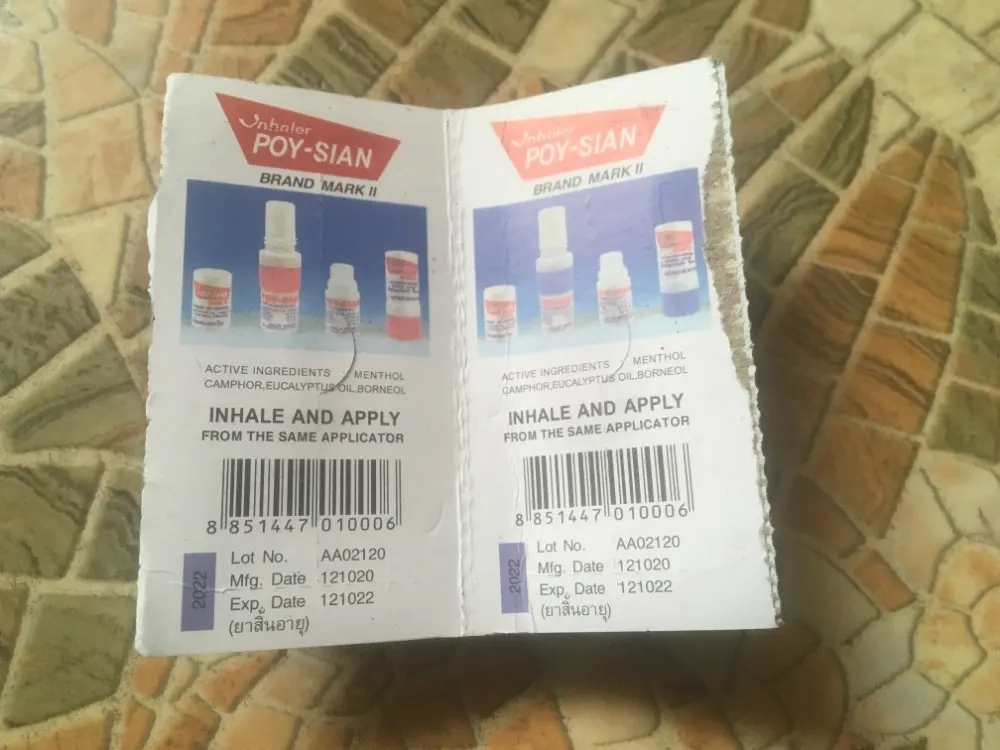 Inhaler
POY-SIAN
BRAND MARK II
ACTIVE INGREDIENTS : MENTHOL
CAMPHOR,EUCALYPTUS OIL,BORNEOL
INHALE AND APPLY
FROM THE SAME APPLICATOR
8 851447 010006
2022
Lot No. AA02120
Mfg. Date 121020
Exp. Date 121022
(ยาสิ้นอายุ)
Inhaler
POY-SIAN
BRAND MARK II
ACTIVE INGREDIENTS : MENTHOL
CAMPHOR,EUCALYPTUS OIL,BORNEOL
INHALE AND APPLY
FROM THE SAME APPLICATOR
8 851447 010006
2022
Lot No. AA02120
Mfg. Date 121020
Exp. Date 121022
(ยาสิ้นอายุ)